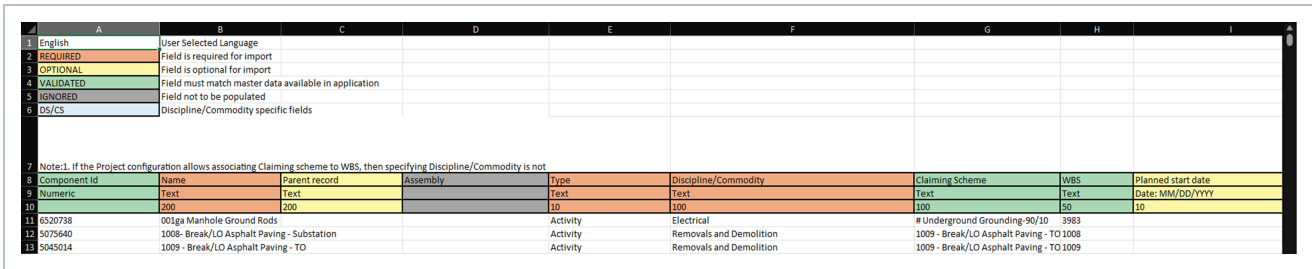 A B C D E F G H I
1 English User Selected Language
2 REQUIRED Field is required for import
3 OPTIONAL Field is optional for import
4 VALIDATED Field must match master data available in application
5 IGNORED Field not to be populated
6 DS/CS Discipline/Commodity specific fields
7 Note:1. If the Project configuration allows associating Claiming scheme to WBS, then specifying Discipline/Commodity is not
8 Component Id Name Parent record Assembly Type Discipline/Commodity Claiming Scheme WBS Planned start date
9 Numeric Text Text Text Text Text Text Date: MM/DD/YYYY
10 200 200 10 100 100 50 10
11 6520738 001ga Manhole Ground Rods Activity Electrical # Underground Grounding-90/10 3983
12 5075640 1008- Break/LO Asphalt Paving - Substation Activity Removals and Demolition 1009 - Break/LO Asphalt Paving - TO 1008
13 5045014 1009 - Break/LO Asphalt Paving - TO Activity Removals and Demolition 1009 - Break/LO Asphalt Paving - TO 1009